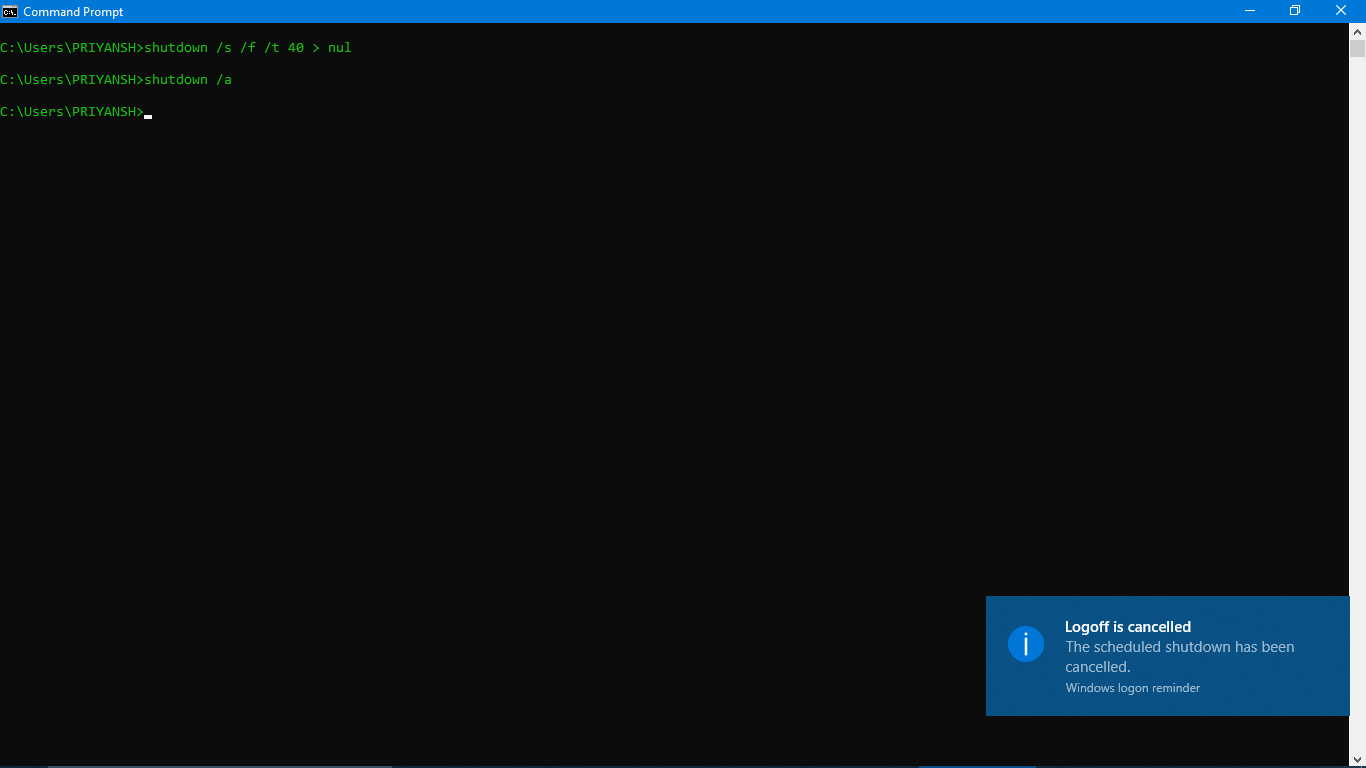 Command Prompt
C:\Users\PRIYANSH>shutdown /s /f /t 40 > nul
C:\Users\PRIYANSH>shutdown /a
C:\Users\PRIYANSH>
Logoff is cancelled
The scheduled shutdown has been
cancelled.
Windows logon reminder